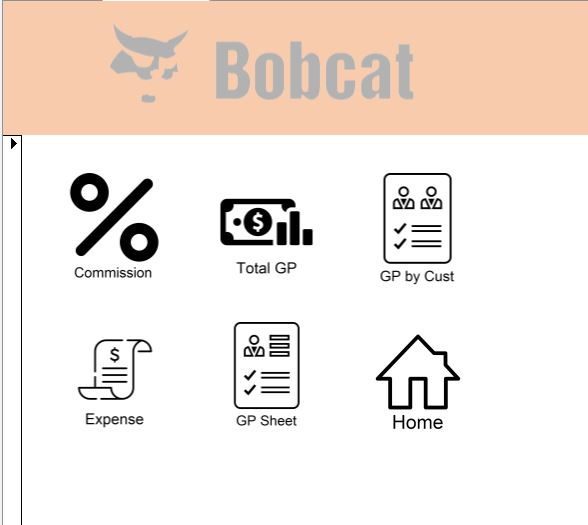 Bobcat
Commission
Total GP
GP by Cust
Expense
GP Sheet
Home